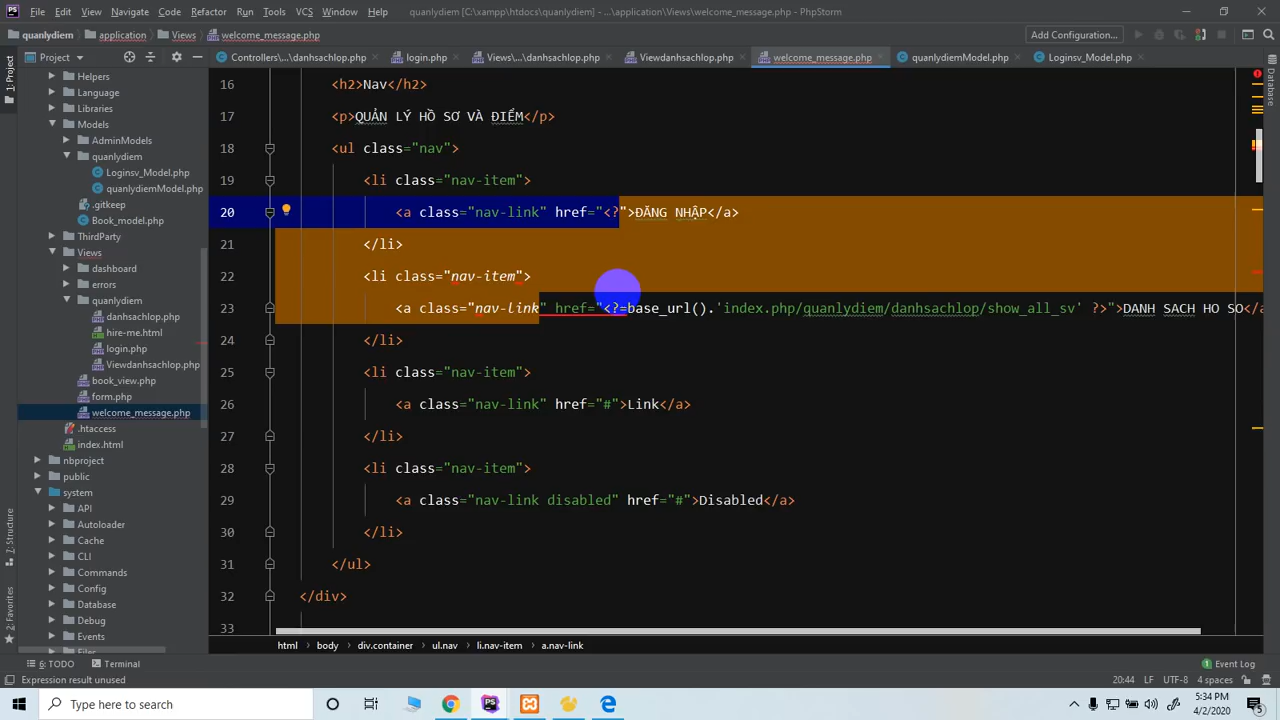 PS File Edit View Navigate Code Refactor Run Tools VCS Window Help quanlydiem [C:\xampp\htdocs\quanlydiem] - ...\application\Views\welcome_message.php - PhpStorm
quanlydiem application Views welcome_message.php Add Configuration...
Project Controllers\...\danhsachlop.php login.php Views\...\danhsachlop.php Viewdanhsachlop.php welcome_message.php quanlydiemModel.php Loginsv_Model.php
1: Project
Database
Helpers
Language
Libraries
Models
AdminModels
quanlydiem
Loginsv_Model.php
quanlydiemModel.php
.gitkeep
Book_model.php
ThirdParty
Views
dashboard
errors
quanlydiem
danhsachlop.php
hire-me.html
login.php
Viewdanhsachlop.php
book_view.php
form.php
welcome_message.php
.htaccess
index.html
nbproject
public
system
API
Autoloader
Cache
CLI
Commands
Config
Database
Debug
Events
Files
7: Structure
2: Favorites
16 <h2>Nav</h2>
17 <p>QUẢN LÝ HỒ SƠ VÀ ĐIỂM</p>
18 <ul class="nav">
19 <li class="nav-item">
20 <a class="nav-link" href="<?">ĐĂNG NHẬP</a>
21 </li>
22 <li class="nav-item">
23 <a class="nav-link" href="<?=base_url().'index.php/quanlydiem/danhsachlop/show_all_sv' ?>">DANH SACH HO SO</a
24 </li>
25 <li class="nav-item">
26 <a class="nav-link" href="#">Link</a>
27 </li>
28 <li class="nav-item">
29 <a class="nav-link disabled" href="#">Disabled</a>
30 </li>
31 </ul>
32 </div>
33
html body div.container ul.nav li.nav-item a.nav-link
6: TODO Terminal 1 Event Log
Expression result unused 20:44 LF UTF-8 4 spaces
Type here to search PS 5:34 PM
4/2/2020 5